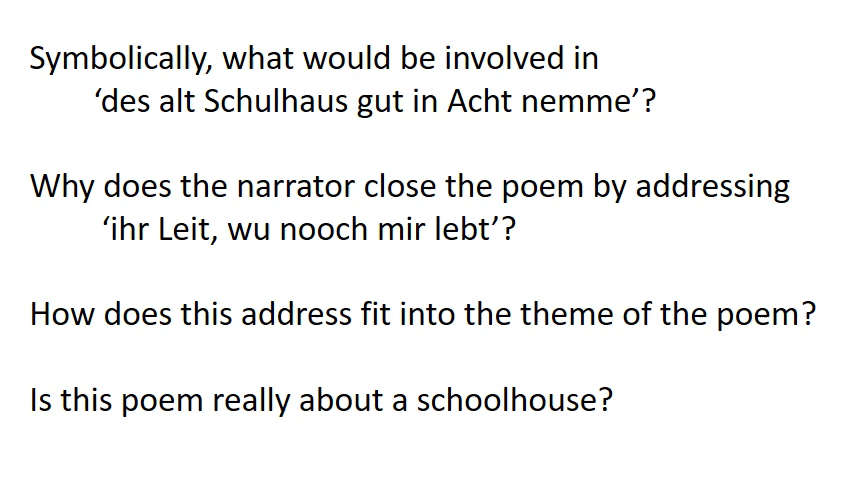 Symbolically, what would be involved in
‘des alt Schulhaus gut in Acht nemme’?
Why does the narrator close the poem by addressing
‘ihr Leit, wu nooch mir lebt’?
How does this address fit into the theme of the poem?
Is this poem really about a schoolhouse?